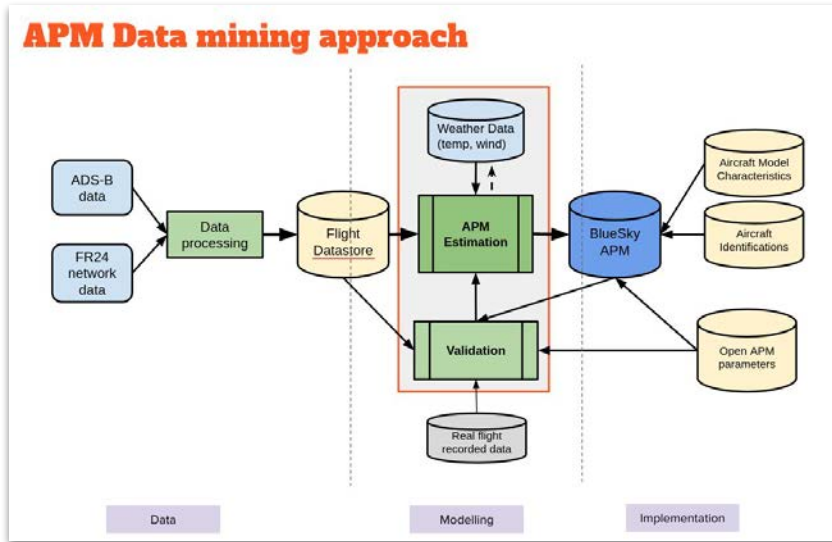 APM Data mining approach
Weather Data
(temp, wind)
ADS-B
data
Data
processing
FR24
network
data
Flight
Datastore
APM
Estimation
BlueSky
APM
Aircraft Model
Characteristics
Aircraft
Identifications
Validation
Open APM
parameters
Real flight
recorded data
Data
Modelling
Implementation